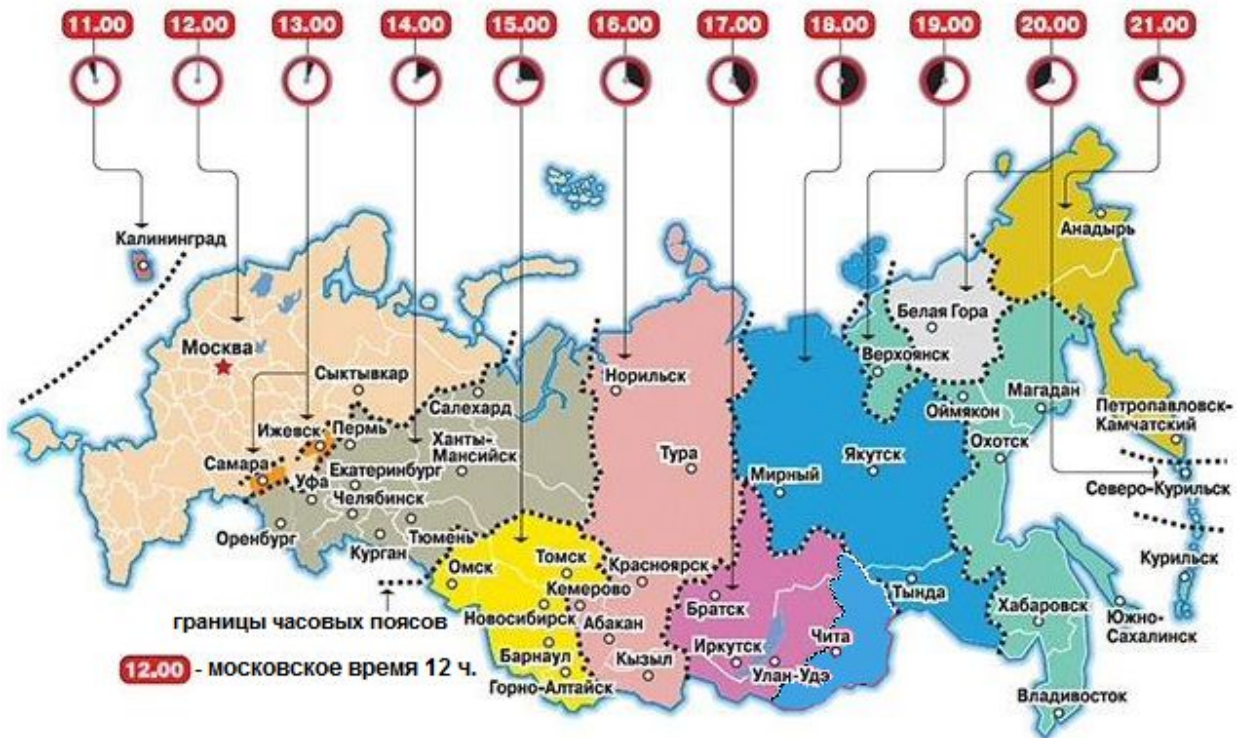 11.00 12.00 13.00 14.00 15.00 16.00 17.00 18.00 19.00 20.00 21.00
Калининград
Анадырь
Белая Гора
Москва
Верхоянск
Сыктывкар
Норильск
Салехард
Оймякон
Магадан
Петропавловск-
Камчатский
Ижевск
Пермь
Ханты-
Мансийск
Охотск
Самара
Екатеринбург
Тура
Мирный
Якутск
Северо-Курильск
Уфа
Челябинск
Оренбург
Курган
Тюмень
Омск
Томск
Красноярск
Курильск
Кемерово
Братск
Тында
Хабаровск
границы часовых поясов
Новосибирск
Абакан
Южно-
Сахалинск
Чита
Барнаул
Кызыл
Иркутск
Улан-Удэ
12.00 - московское время 12 ч.
Горно-Алтайск
Владивосток